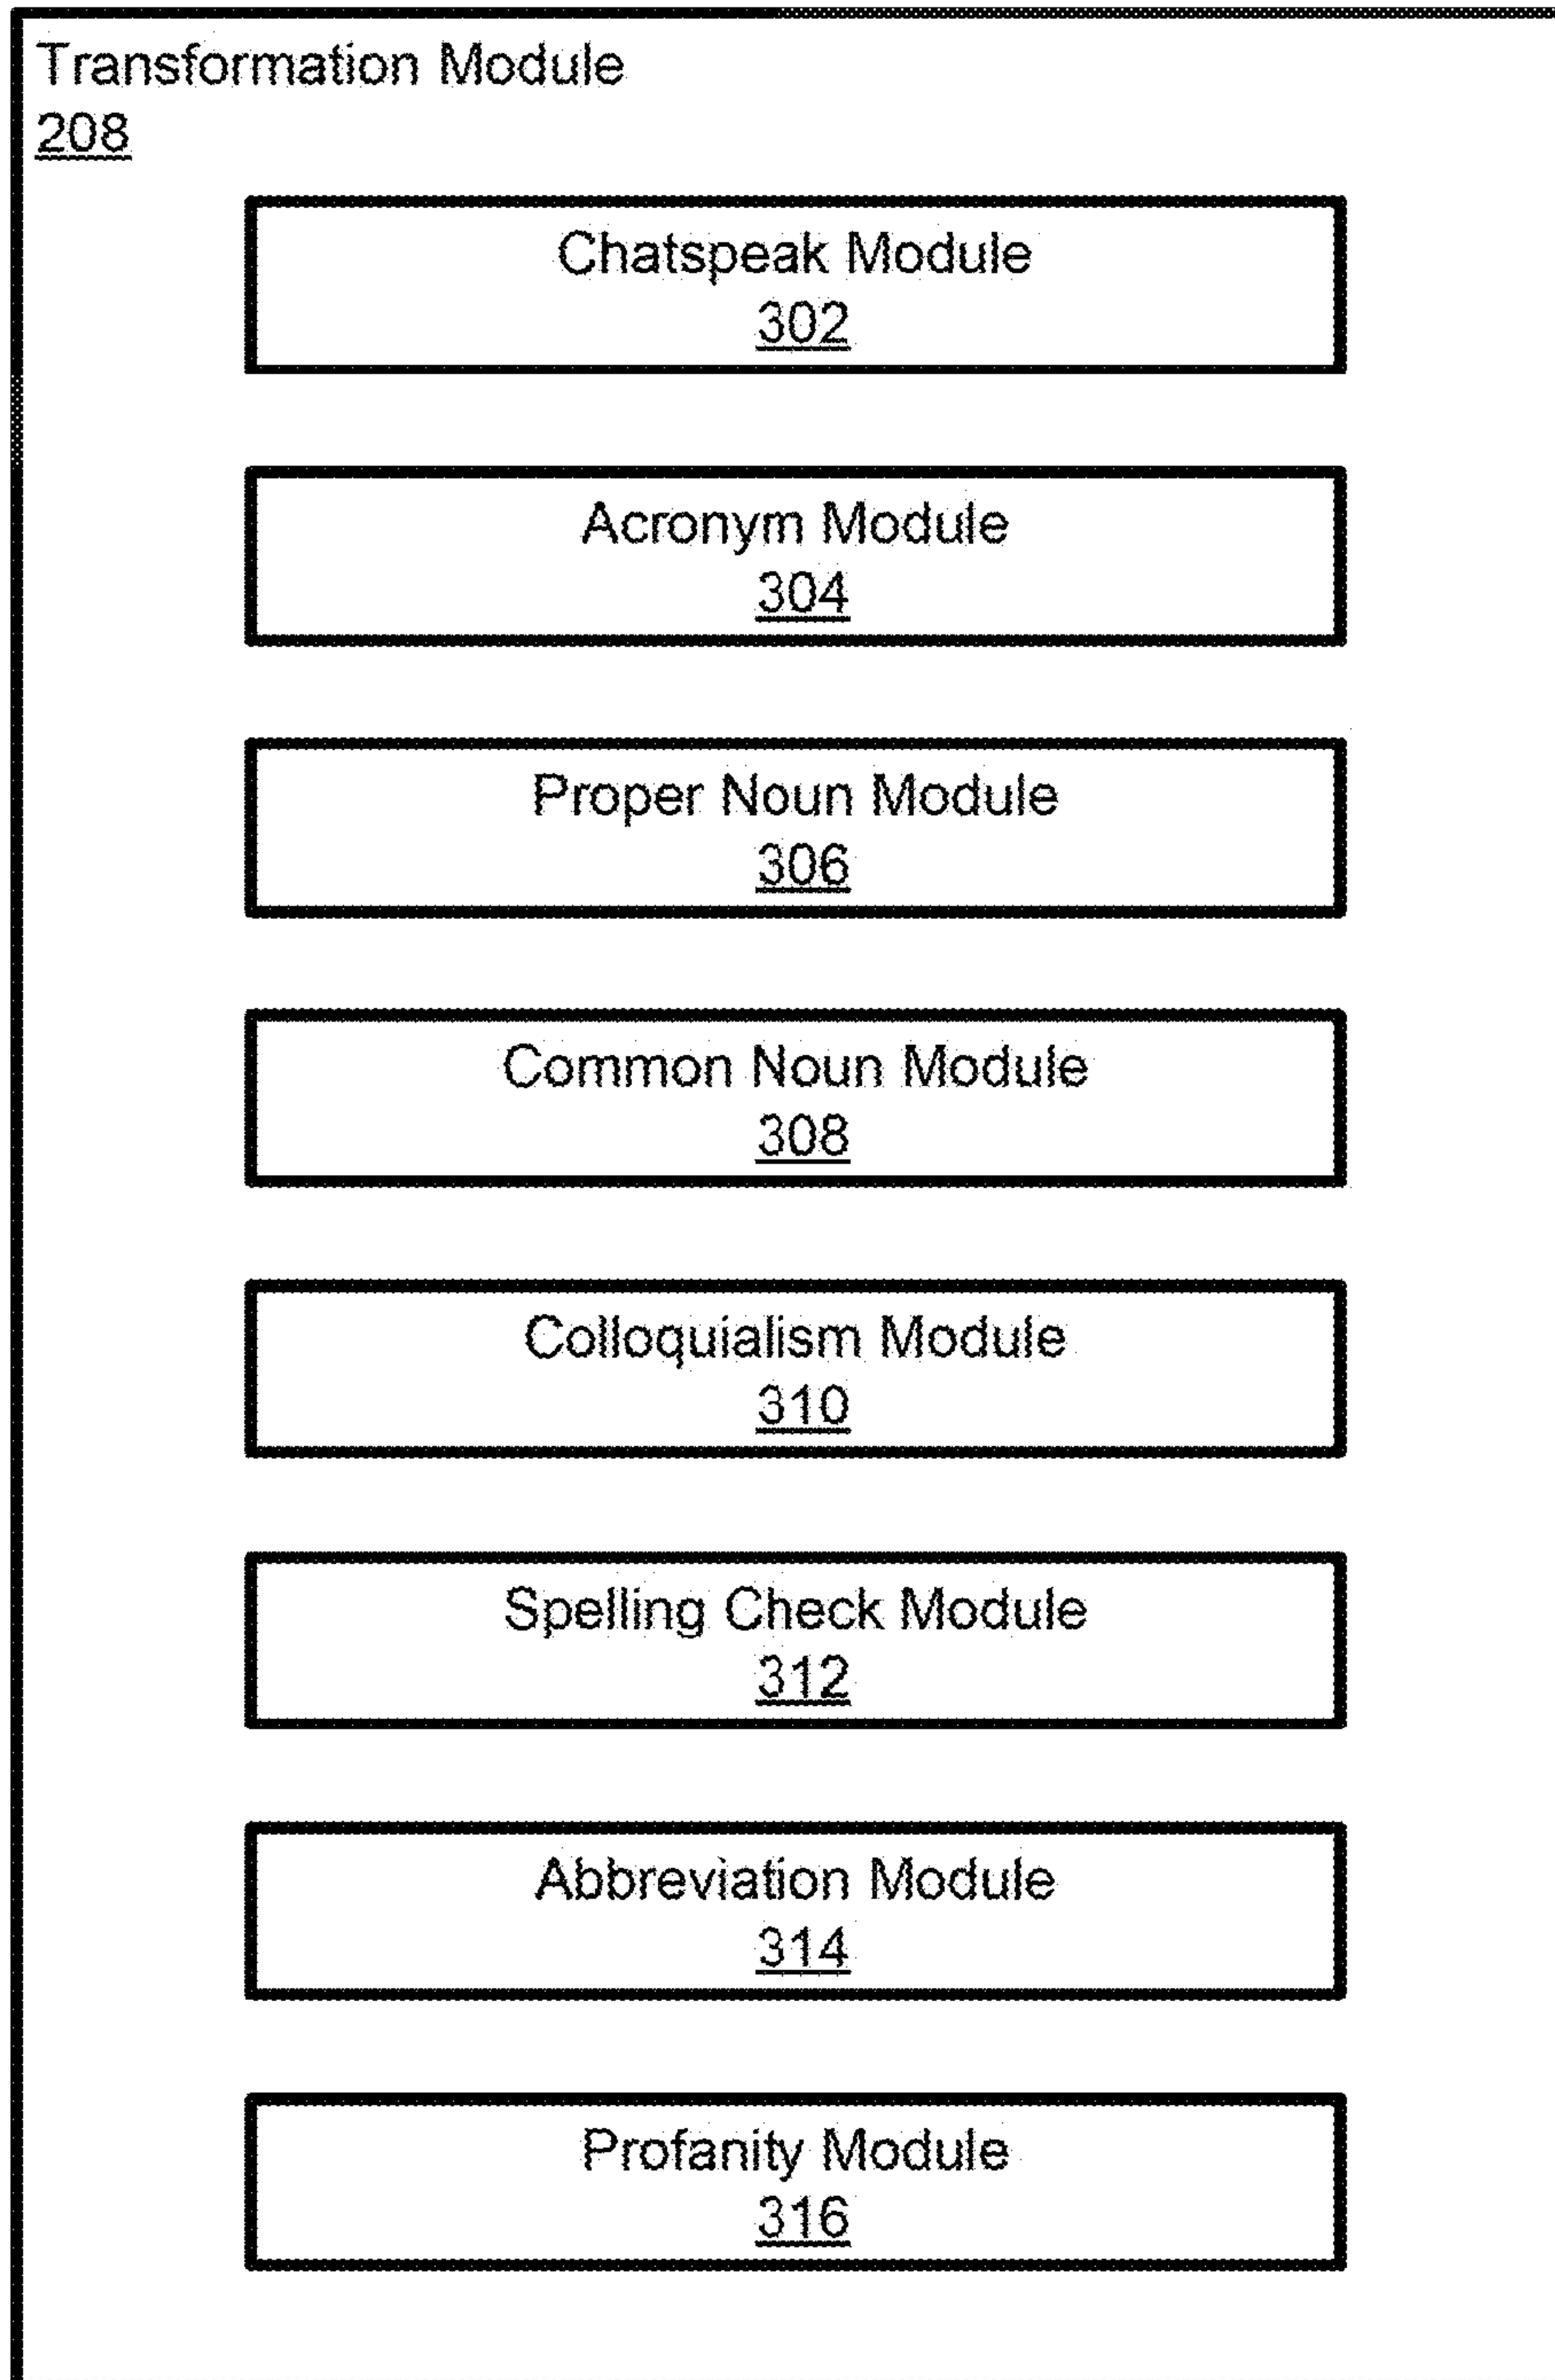 Transformation Module
208
Chatspeak Module
302
Acronym Module
304
Proper Noun Module
306
Common Noun Module
308
Colloquialism Module
310
Spelling Check Module
312
Abbreviation Module
314
Profanity Module
316